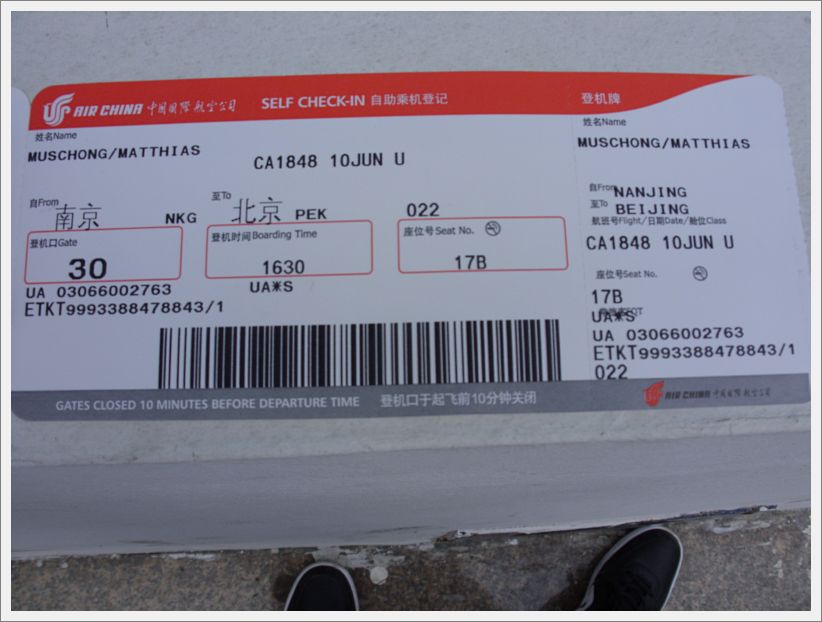 AIR CHINA 中国国际航空公司 SELF CHECK-IN 自助乘机登记
姓名Name
MUSCHONG/MATTHIAS
CA1848 10JUN U
自From 南京 NKG
至To 北京 PEK
022
登机口Gate
30
登机时间Boarding Time
1630
座位号Seat No.
17B
UA 03066002763
UA*S
ETKT9993388478843/1
GATES CLOSED 10 MINUTES BEFORE DEPARTURE TIME 登机口于起飞前10分钟关闭
登机牌
姓名Name
MUSCHONG/MATTHIAS
自From NANJING
至To BEIJING
航班号Flight/日期Date/舱位Class
CA1848 10JUN U
座位号Seat No.
17B
UA*S
UA 03066002763
ETKT9993388478843/1
022
AIR CHINA 中国国际航空公司